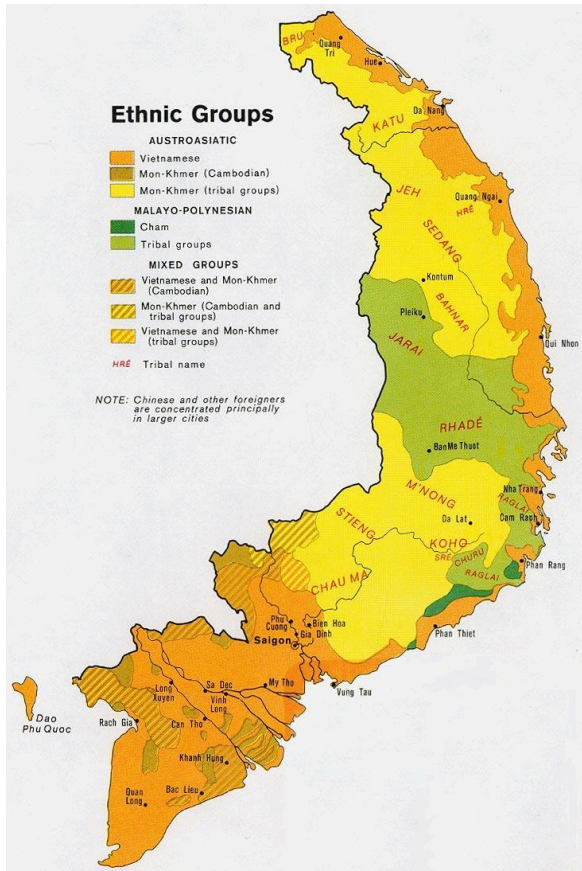 Ethnic Groups
AUSTROASIATIC
Vietnamese
Mon-Khmer (Cambodian)
Mon-Khmer (tribal groups)
MALAYO-POLYNESIAN
Cham
Tribal groups
MIXED GROUPS
Vietnamese and Mon-Khmer
(Cambodian)
Mon-Khmer (Cambodian and
tribal groups)
Vietnamese and Mon-Khmer
(tribal groups)
HRÉ Tribal name
NOTE: Chinese and other foreigners
are concentrated principally
in larger cities
BRU
Quang
Tri
Hue
Da Nang
KATU
JEH
Quang Ngai
HRÉ
SEDANG
Kontum
BAHNAR
Pleiku
JARAI
Qui Nhon
RHADÉ
Ban Me Thuot
M'NONG
Nha Trang
RAGLAI
Cam Ranh
STIENG
Da Lat
KOHO
SRÉ
CHURU
RAGLAI
Phan Rang
CHAU MA
Phu
Cuong
Bien Hoa
Gia Dinh
Saigon
Phan Thiet
Vung Tau
Long
Xuyen
Sa Dec
My Tho
Vinh
Long
Dao
Phu Quoc
Rach Gia
Can Tho
Khanh Hung
Quan
Long
Bac Lieu